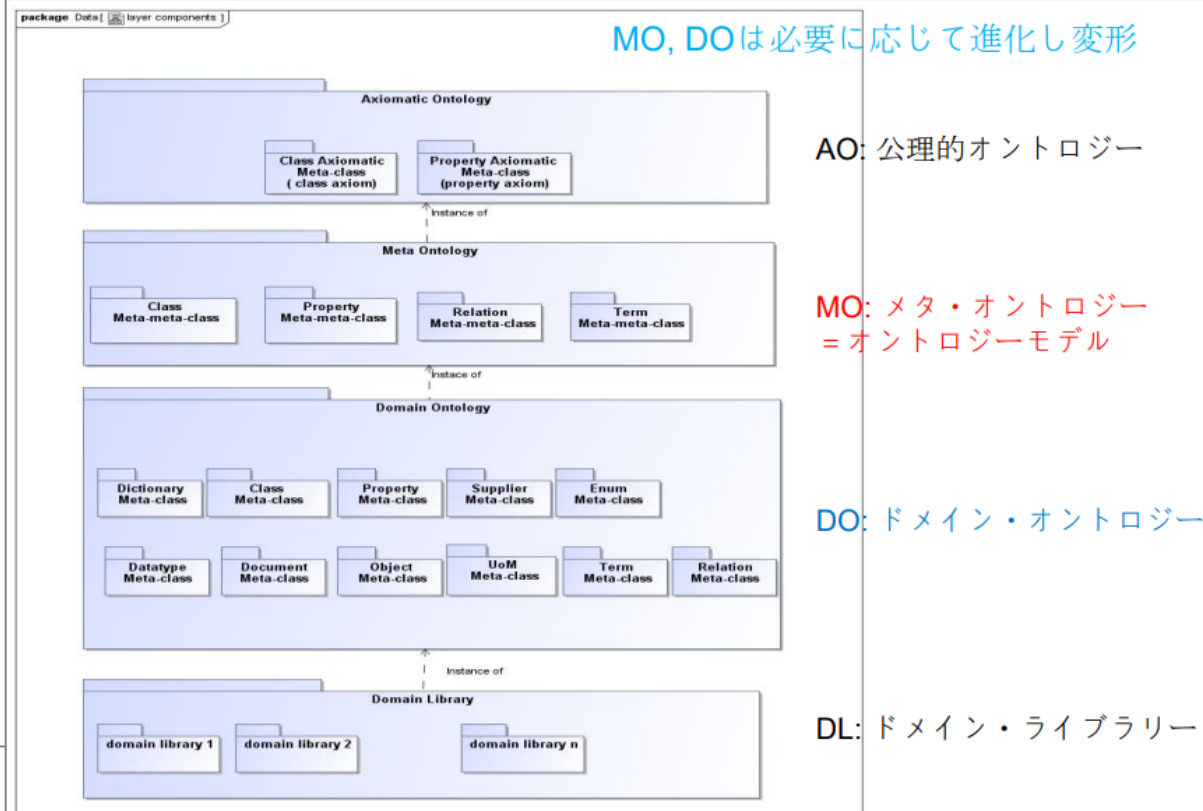 package Data[ layer components ]
MO, DOは必要に応じて進化し変形
Axiomatic Ontology
Class Axiomatic
Meta-class
( class axiom)
Property Axiomatic
Meta-class
(property axiom)
AO: 公理的オントロジー
Instance of
Meta Ontology
Class
Meta-meta-class
Property
Meta-meta-class
Relation
Meta-meta-class
Term
Meta-meta-class
MO: メタ・オントロジー
=オントロジーモデル
Instace of
Domain Ontology
Dictionary
Meta-class
Class
Meta-class
Property
Meta-class
Supplier
Meta-class
Enum
Meta-class
DO: ドメイン・オントロジー
Datatype
Meta-class
Document
Meta-class
Object
Meta-class
UoM
Meta-class
Term
Meta-class
Relation
Meta-class
Instance of
Domain Library
domain library 1
domain library 2
domain library n
DL: ドメイン・ライブラリー